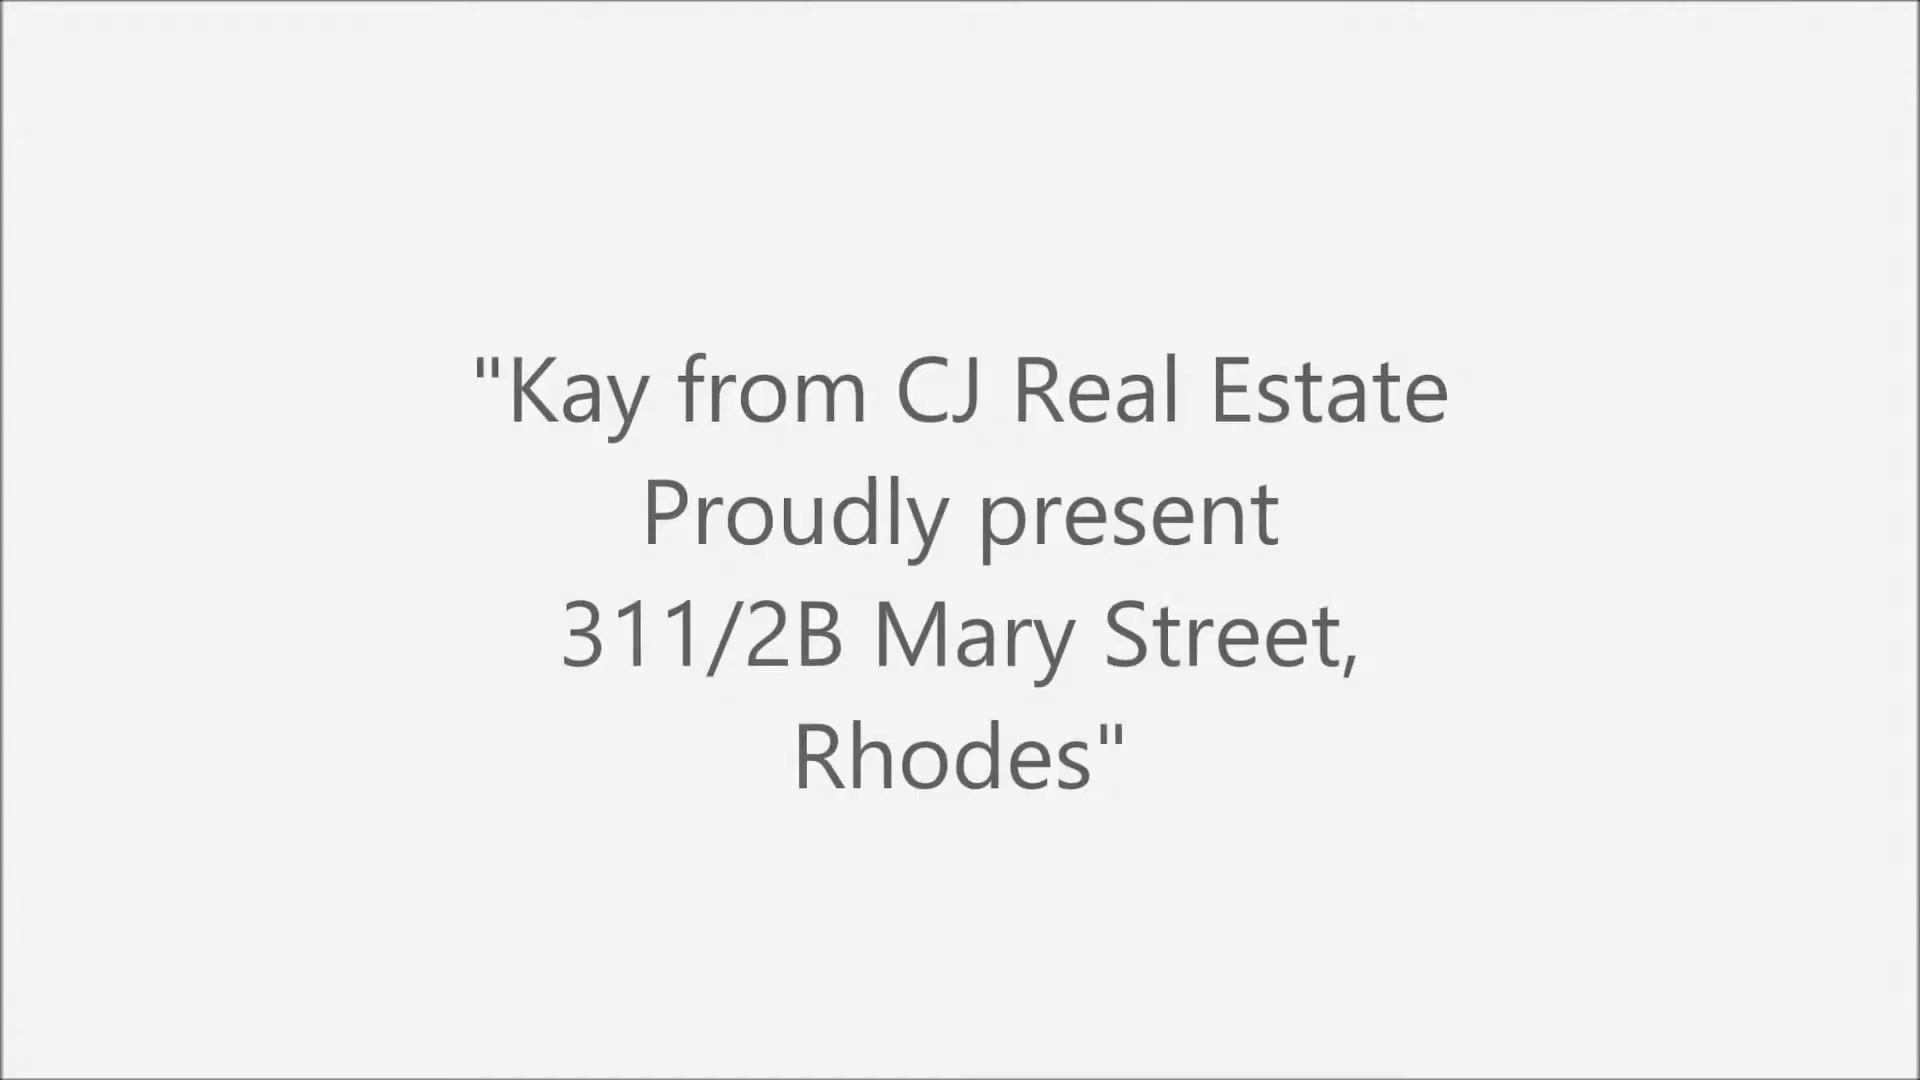 "Kay from CJ Real Estate
Proudly present
311/2B Mary Street,
Rhodes"